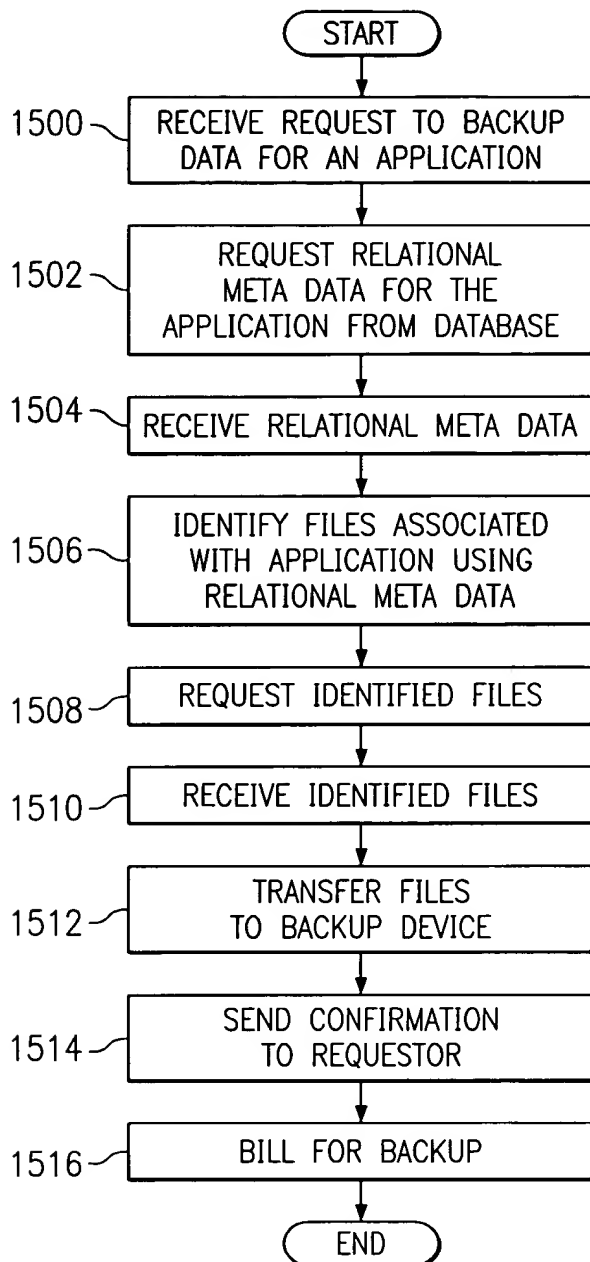 START
1500
RECEIVE REQUEST TO BACKUP
DATA FOR AN APPLICATION
1502
REQUEST RELATIONAL
META DATA FOR THE
APPLICATION FROM DATABASE
1504
RECEIVE RELATIONAL META DATA
1506
IDENTIFY FILES ASSOCIATED
WITH APPLICATION USING
RELATIONAL META DATA
1508
REQUEST IDENTIFIED FILES
1510
RECEIVE IDENTIFIED FILES
1512
TRANSFER FILES
TO BACKUP DEVICE
1514
SEND CONFIRMATION
TO REQUESTOR
1516
BILL FOR BACKUP
END